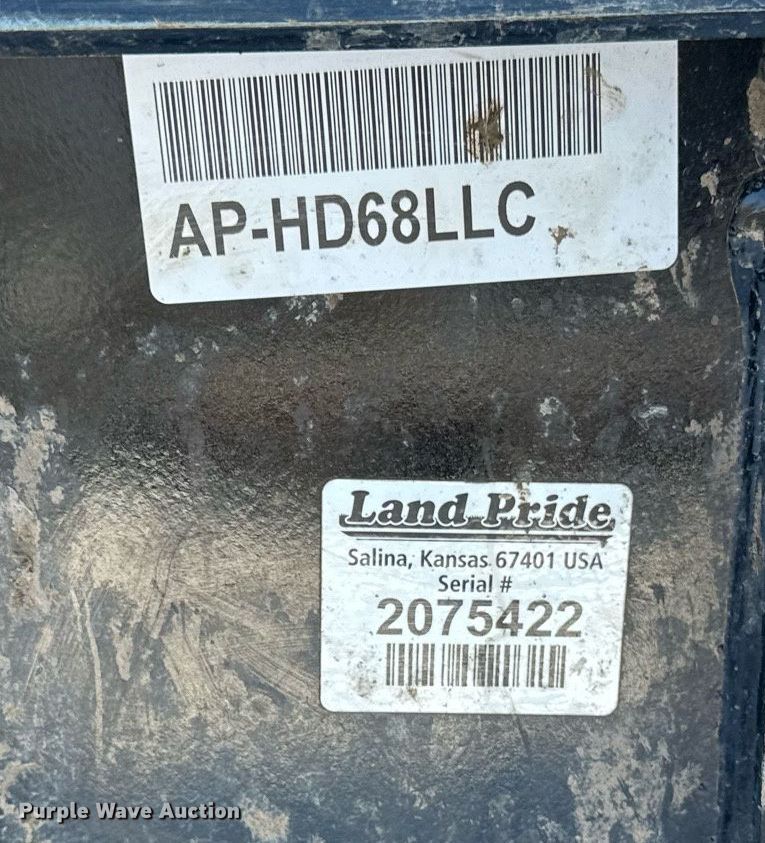 AP-HD68LLC
Land Pride
Salina, Kansas 67401 USA
Serial #
2075422
Purple Wave Auction